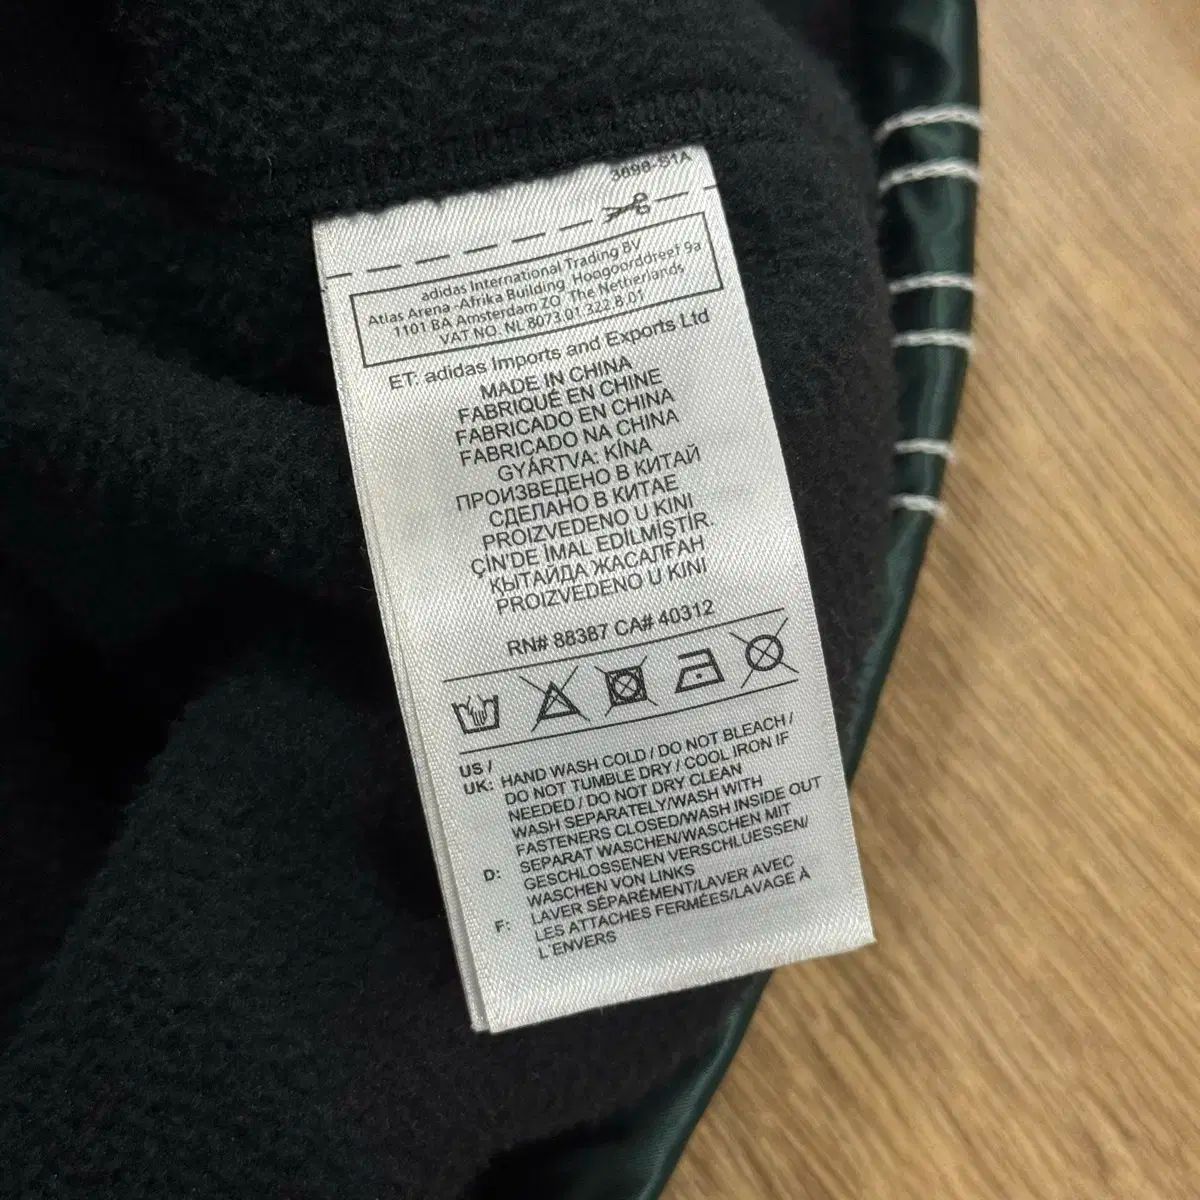 3698-S1A
adidas International Trading BV
Atlas Arena -Afrika Building Hoogoorddreef 9a
1101 BA Amsterdam ZO The Netherlands
VAT NO. NL 8073.01.322.B.01
ET: adidas Imports and Exports Ltd
MADE IN CHINA
FABRIQUÉ EN CHINE
FABRICADO EN CHINA
FABRICADO NA CHINA
GYÁRTVA: KÍNA
ПРОИЗВЕДЕНО В КИТАЙ
СДЕЛАНО В КИТАЕ
PROIZVEDENO U KINI
ÇİN'DE İMAL EDİLMİŞTİR.
ҚЫТАЙДА ЖАСАЛҒАН
PROIZVEDENO U KINI
RN# 88387 CA# 40312
US /
UK: HAND WASH COLD / DO NOT BLEACH /
DO NOT TUMBLE DRY / COOL IRON IF
NEEDED / DO NOT DRY CLEAN
WASH SEPARATELY/WASH WITH
FASTENERS CLOSED/WASH INSIDE OUT
D: SEPARAT WASCHEN/WASCHEN MIT
GESCHLOSSENEN VERSCHLUESSEN/
WASCHEN VON LINKS
F: LAVER SÉPARÉMENT/LAVER AVEC
LES ATTACHES FERMÉES/LAVAGE À
L'ENVERS